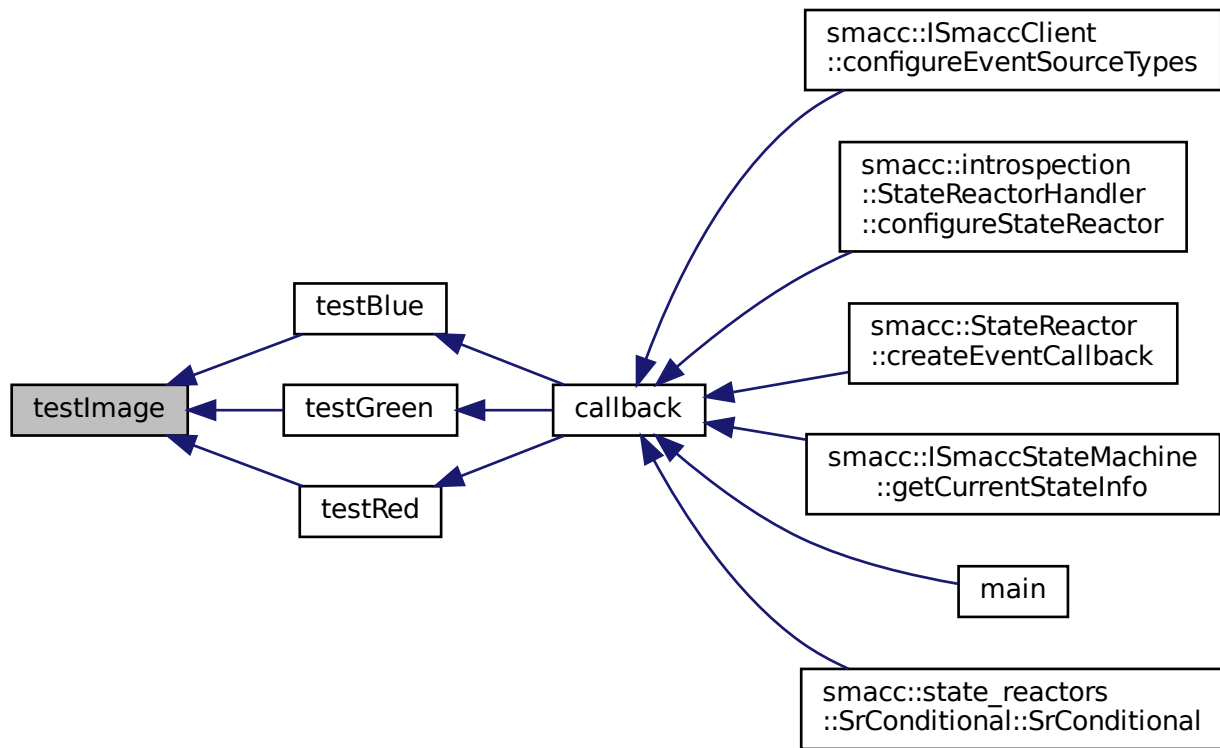 testImage
testBlue
testGreen
testRed
callback
smacc::ISmaccClient
::configureEventSourceTypes
smacc::introspection
::StateReactorHandler
::configureStateReactor
smacc::StateReactor
::createEventCallback
smacc::ISmaccStateMachine
::getCurrentStateInfo
main
smacc::state_reactors
::SrConditional::SrConditional